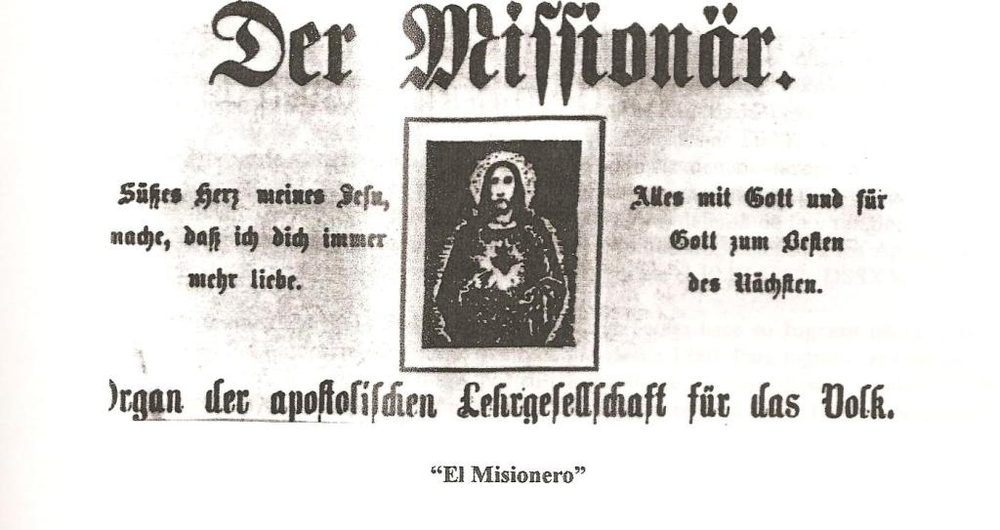 Der Missionär.
Süßes Herz meines Jesu,
mache, daß ich dich immer
mehr liebe.
Alles mit Gott und für
Gott zum Besten
des Nächsten.
Organ der apostolischen Lehrgesellschaft für das Volk.
“El Misionero”